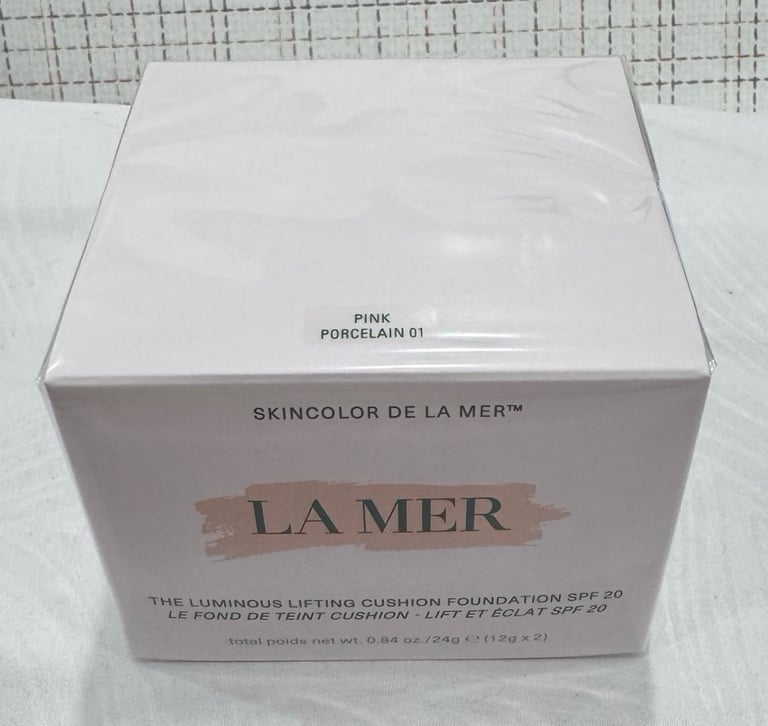 PINK
PORCELAIN 01
SKINCOLOR DE LA MER™
LA MER
THE LUMINOUS LIFTING CUSHION FOUNDATION SPF 20
LE FOND DE TEINT CUSHION - LIFT ET ÉCLAT SPF 20
total poids net wt. 0.84 oz./24g ℮ (12g x 2)